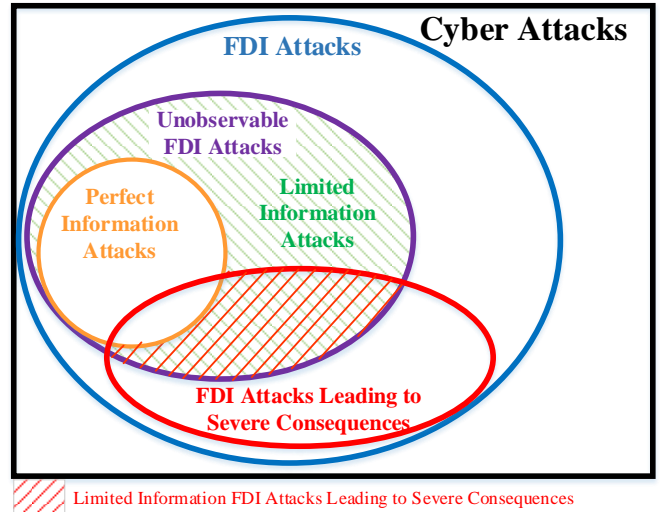 Cyber Attacks
FDI Attacks
Unobservable
FDI Attacks
Perfect
Information
Attacks
Limited
Information
Attacks
FDI Attacks Leading to
Severe Consequences
Limited Information FDI Attacks Leading to Severe Consequences